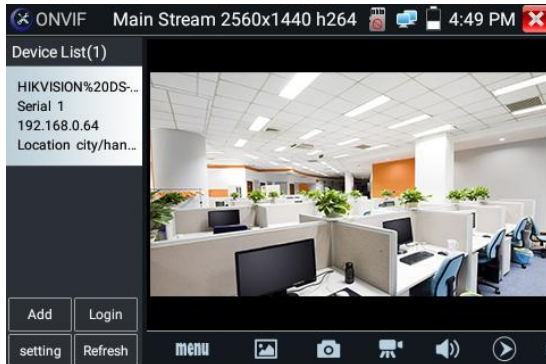 ONVIF Main Stream 2560x1440 h264 4:49 PM
Device List(1)
HIKVISION%20DS-...
Serial 1
192.168.0.64
Location city/han...
Add Login
setting Refresh menu